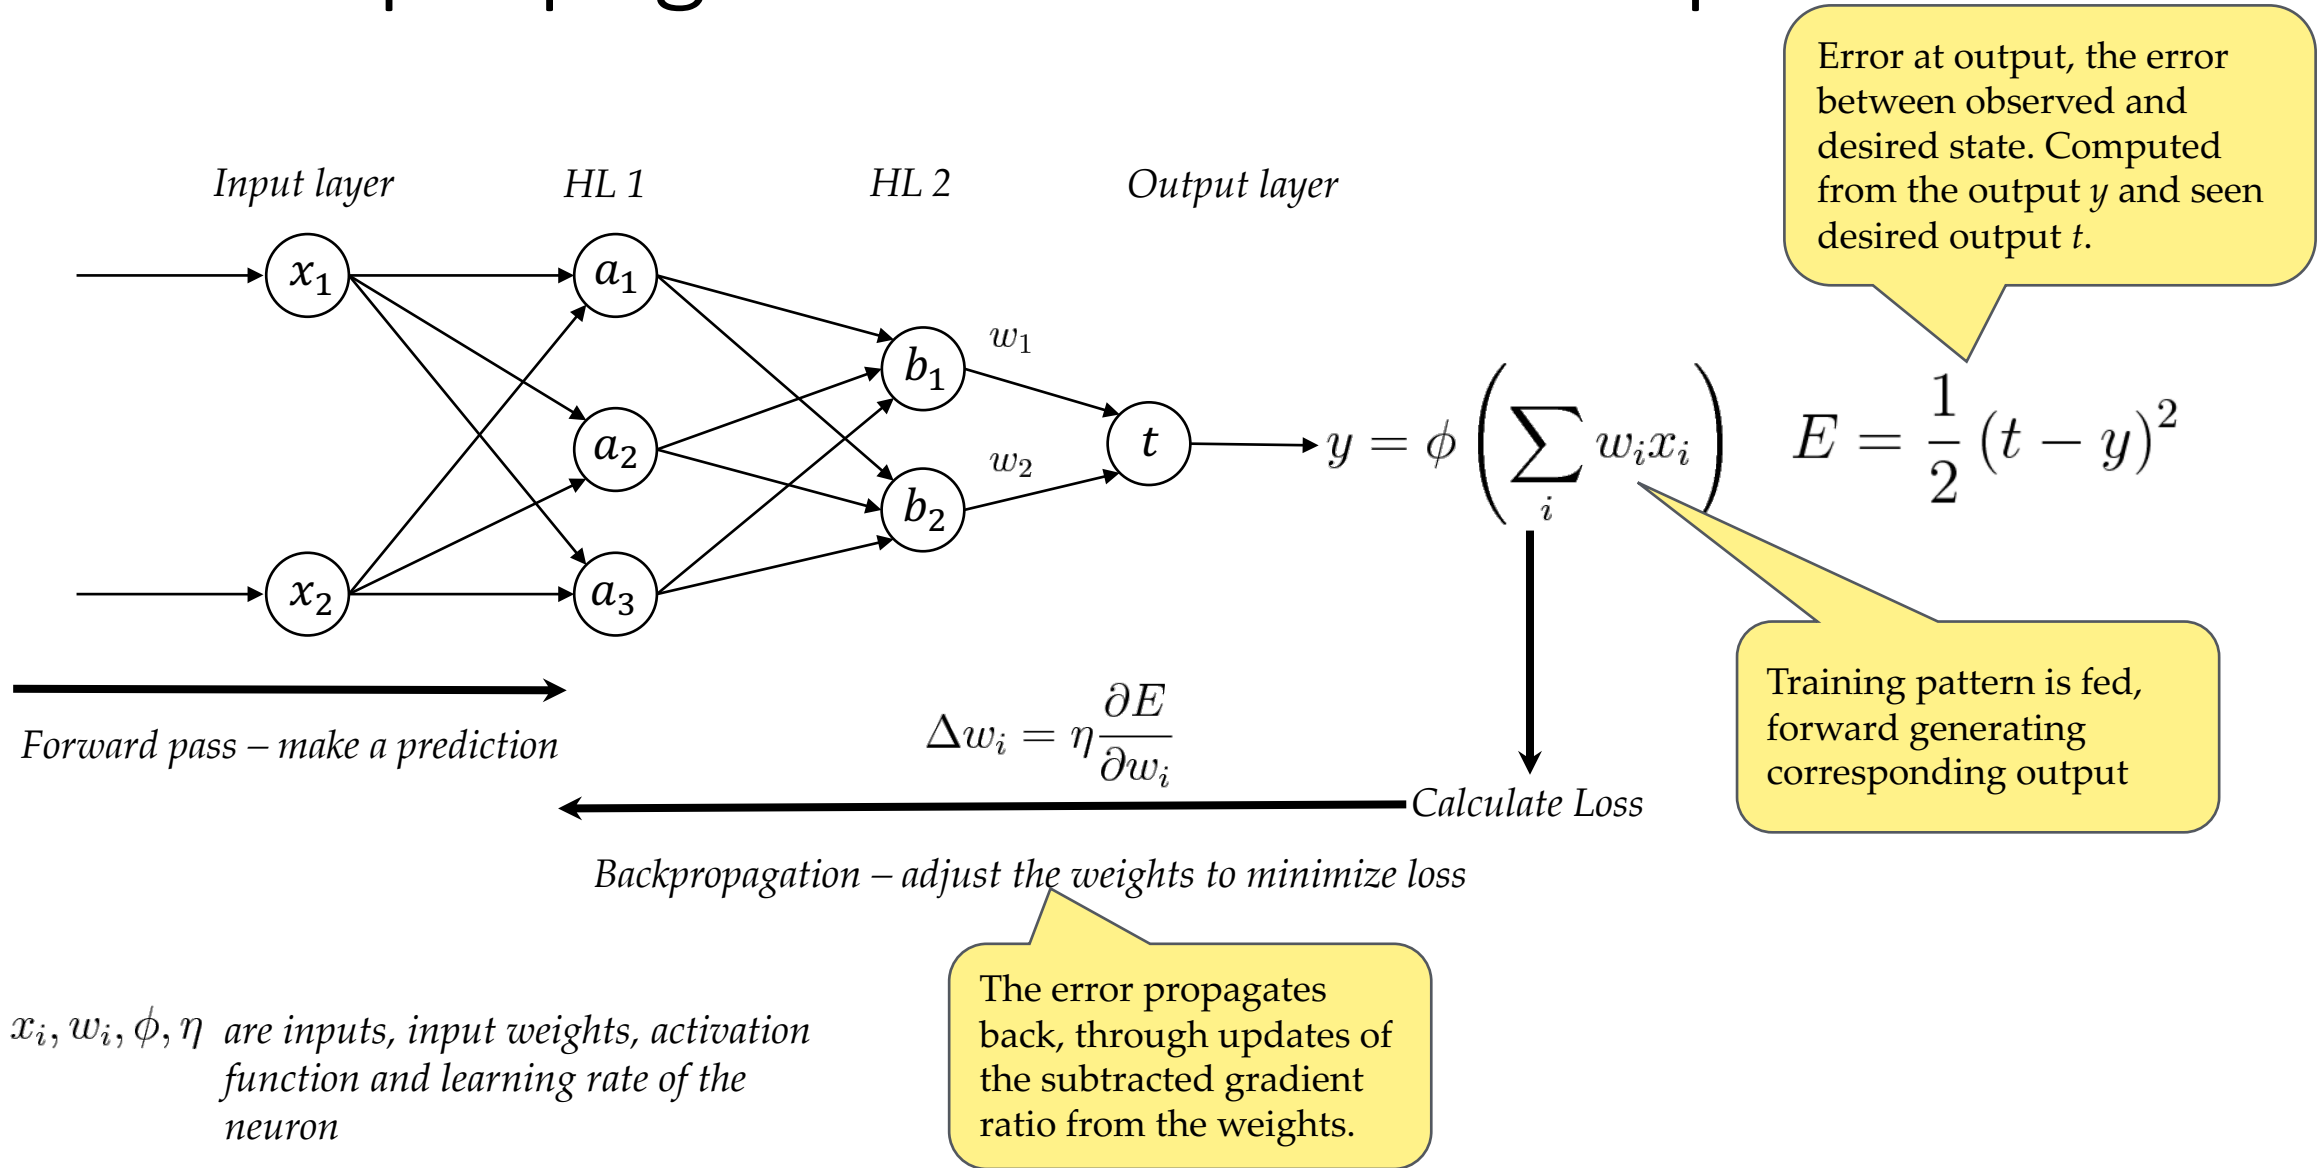 Error at output, the error
between observed and
desired state. Computed
from the output y and seen
desired output t.
Input layer
HL 1
HL 2
Output layer
x₁
a₁
b₁
w₁
a₂
t
y = ϕ (∑ᵢ wᵢxᵢ)
E = 1/2 (t − y)²
w₂
b₂
x₂
a₃
Forward pass – make a prediction
Δwᵢ = η ∂E/∂wᵢ
Training pattern is fed,
forward generating
corresponding output
Calculate Loss
Backpropagation – adjust the weights to minimize loss
The error propagates
back, through updates of
the subtracted gradient
ratio from the weights.
xᵢ, wᵢ, ϕ, η are inputs, input weights, activation
function and learning rate of the
neuron